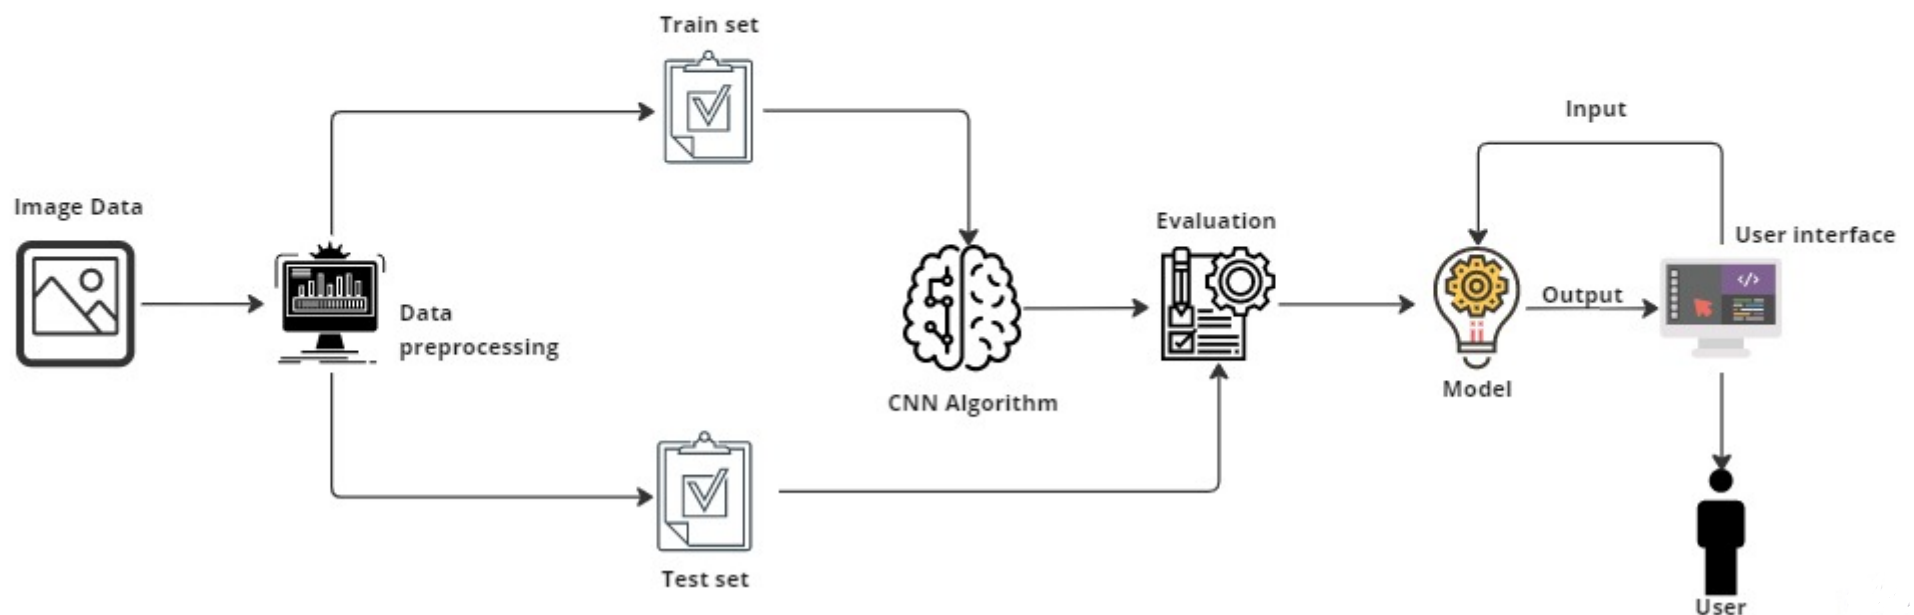 Train set
Input
Image Data
Evaluation
User interface
Data
preprocessing
Output
</>
Model
CNN Algorithm
Test set
User